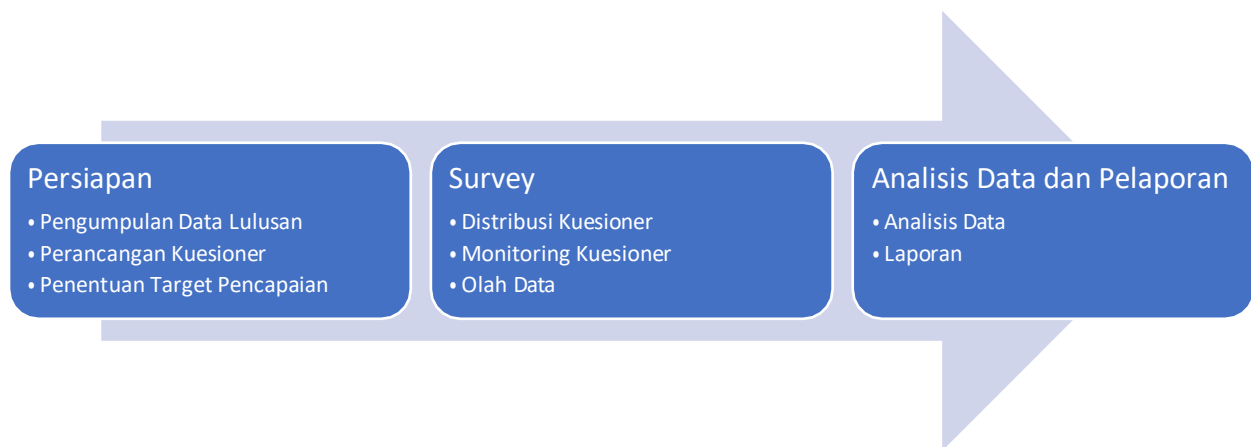 Persiapan
• Pengumpulan Data Lulusan
• Perancangan Kuesioner
• Penentuan Target Pencapaian
Survey
• Distribusi Kuesioner
• Monitoring Kuesioner
• Olah Data
Analisis Data dan Pelaporan
• Analisis Data
• Laporan